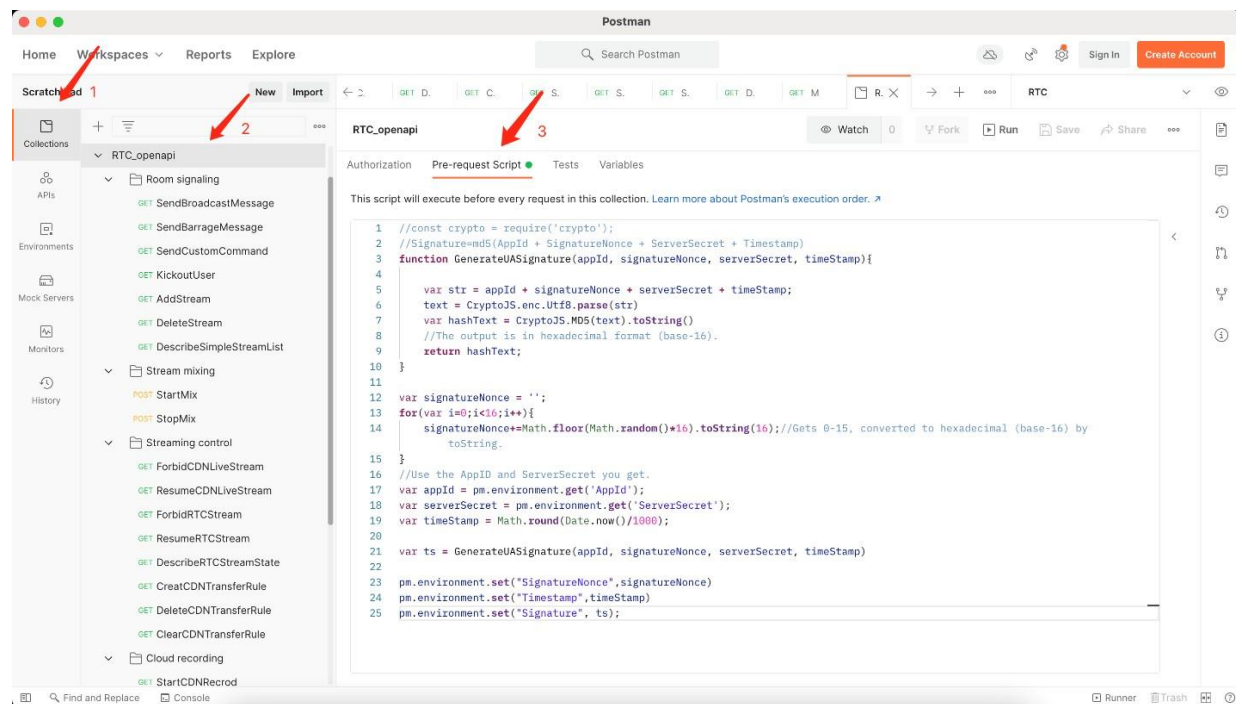 Postman
Home Workspaces Reports Explore
Search Postman
Sign In
Create Account
Scratch Pad 1
New Import
GET D. GET C. GET S. GET S. GET S. GET D. GET M R.
RTC
Collections
APIs
Environments
Mock Servers
Monitors
History
2
RTC_openapi
Room signaling
GET SendBroadcastMessage
GET SendBarrageMessage
GET SendCustomCommand
GET KickoutUser
GET AddStream
GET DeleteStream
GET DescribeSimpleStreamList
Stream mixing
POST StartMix
POST StopMix
Streaming control
GET ForbidCDNLiveStream
GET ResumeCDNLiveStream
GET ForbidRTCStream
GET ResumeRTCStream
GET DescribeRTCStreamState
GET CreatCDNTransferRule
GET DeleteCDNTransferRule
GET ClearCDNTransferRule
Cloud recording
GET StartCDNRecrod
RTC_openapi
3
Watch 0 Fork Run Save Share
Authorization Pre-request Script Tests Variables
This script will execute before every request in this collection. Learn more about Postman's execution order. ↗
1 //const crypto = require('crypto');
2 //Signature=md5(AppId + SignatureNonce + ServerSecret + Timestamp)
3 function GenerateUASignature(appId, signatureNonce, serverSecret, timeStamp){
4
5 var str = appId + signatureNonce + serverSecret + timeStamp;
6 text = CryptoJS.enc.Utf8.parse(str)
7 var hashText = CryptoJS.MD5(text).toString()
8 //The output is in hexadecimal format (base-16).
9 return hashText;
10 }
11
12 var signatureNonce = '';
13 for(var i=0;i<16;i++){
14 signatureNonce+=Math.floor(Math.random()*16).toString(16);//Gets 0-15, converted to hexadecimal (base-16) by
toString.
15 }
16 //Use the AppID and ServerSecret you get.
17 var appId = pm.environment.get('AppId');
18 var serverSecret = pm.environment.get('ServerSecret');
19 var timeStamp = Math.round(Date.now()/1000);
20
21 var ts = GenerateUASignature(appId, signatureNonce, serverSecret, timeStamp)
22
23 pm.environment.set("SignatureNonce",signatureNonce)
24 pm.environment.set("Timestamp",timeStamp)
25 pm.environment.set("Signature", ts);
Find and Replace Console
Runner Trash